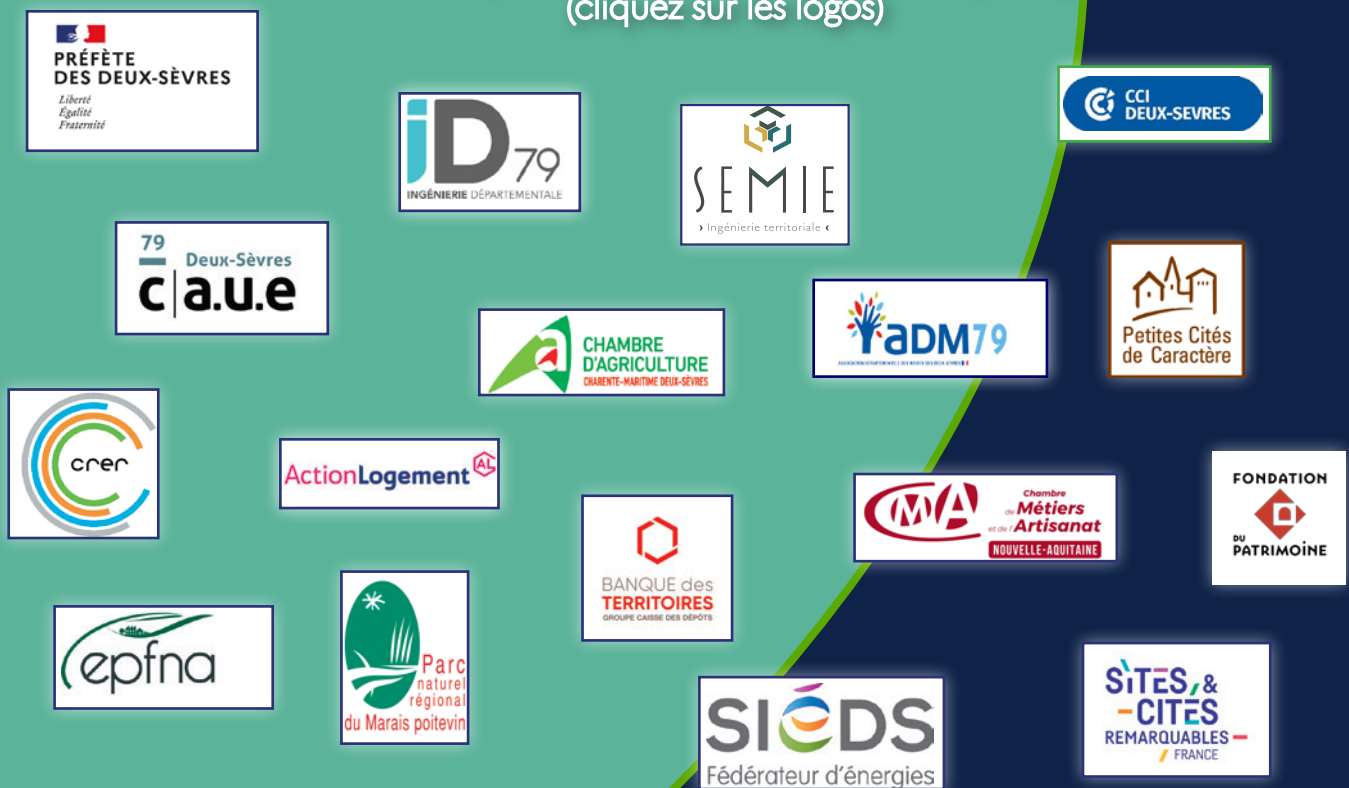 (cliquez sur les logos)
PRÉFÈTE
DES DEUX-SÈVRES
Liberté
Égalité
Fraternité
iD79
INGÉNIERIE DÉPARTEMENTALE
SEMIE
› Ingénierie territoriale ‹
CCI
DEUX-SEVRES
79
Deux-Sèvres
c|a.u.e
CHAMBRE
D'AGRICULTURE
CHARENTE-MARITIME DEUX-SÈVRES
aDM79
Petites Cités
de Caractère
crer
ActionLogement
AL
BANQUE des
TERRITOIRES
GROUPE CAISSE DES DÉPÔTS
CMA
Chambre
de Métiers
et de l'Artisanat
NOUVELLE-AQUITAINE
FONDATION
DU
PATRIMOINE
epfna
Parc
naturel
régional
du Marais poitevin
SIÉDS
Fédérateur d'énergies
SITES &
CITÉS
REMARQUABLES
FRANCE